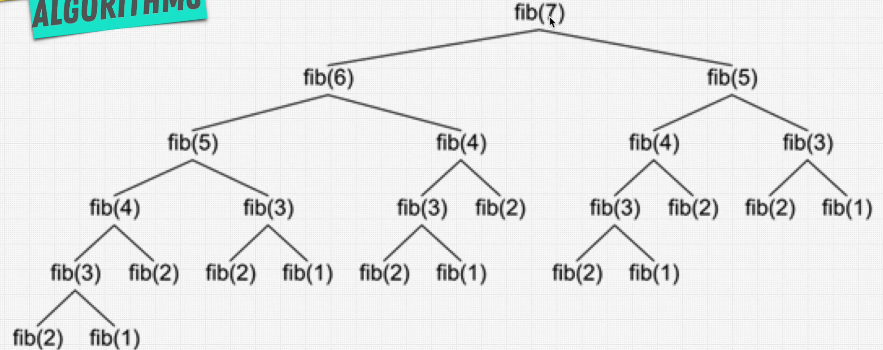 ALGORITHMS
fib(7)
fib(6) fib(5)
fib(5) fib(4) fib(4) fib(3)
fib(4) fib(3) fib(3) fib(2) fib(3) fib(2) fib(2) fib(1)
fib(3) fib(2) fib(2) fib(1) fib(2) fib(1) fib(2) fib(1)
fib(2) fib(1)